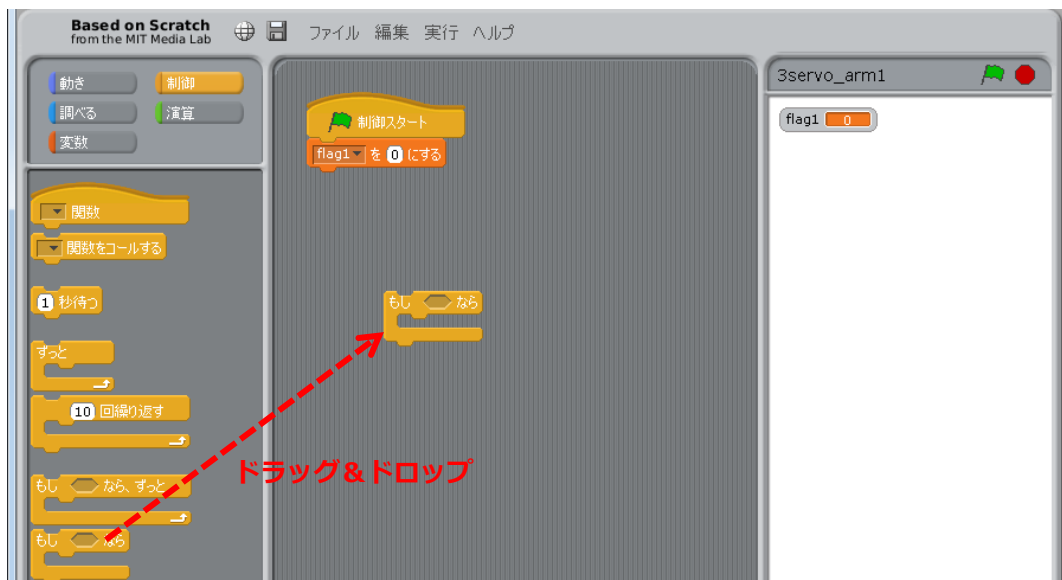 Based on Scratch
from the MIT Media Lab
ファイル 編集 実行 ヘルプ
動き
制御
調べる
演算
変数
関数
関数をコールする
1 秒待つ
ずっと
10 回繰り返す
もし なら、ずっと
もし なら
制御スタート
flag1 を 0 にする
もし なら
ドラッグ&ドロップ
3servo_arm1
flag1 0